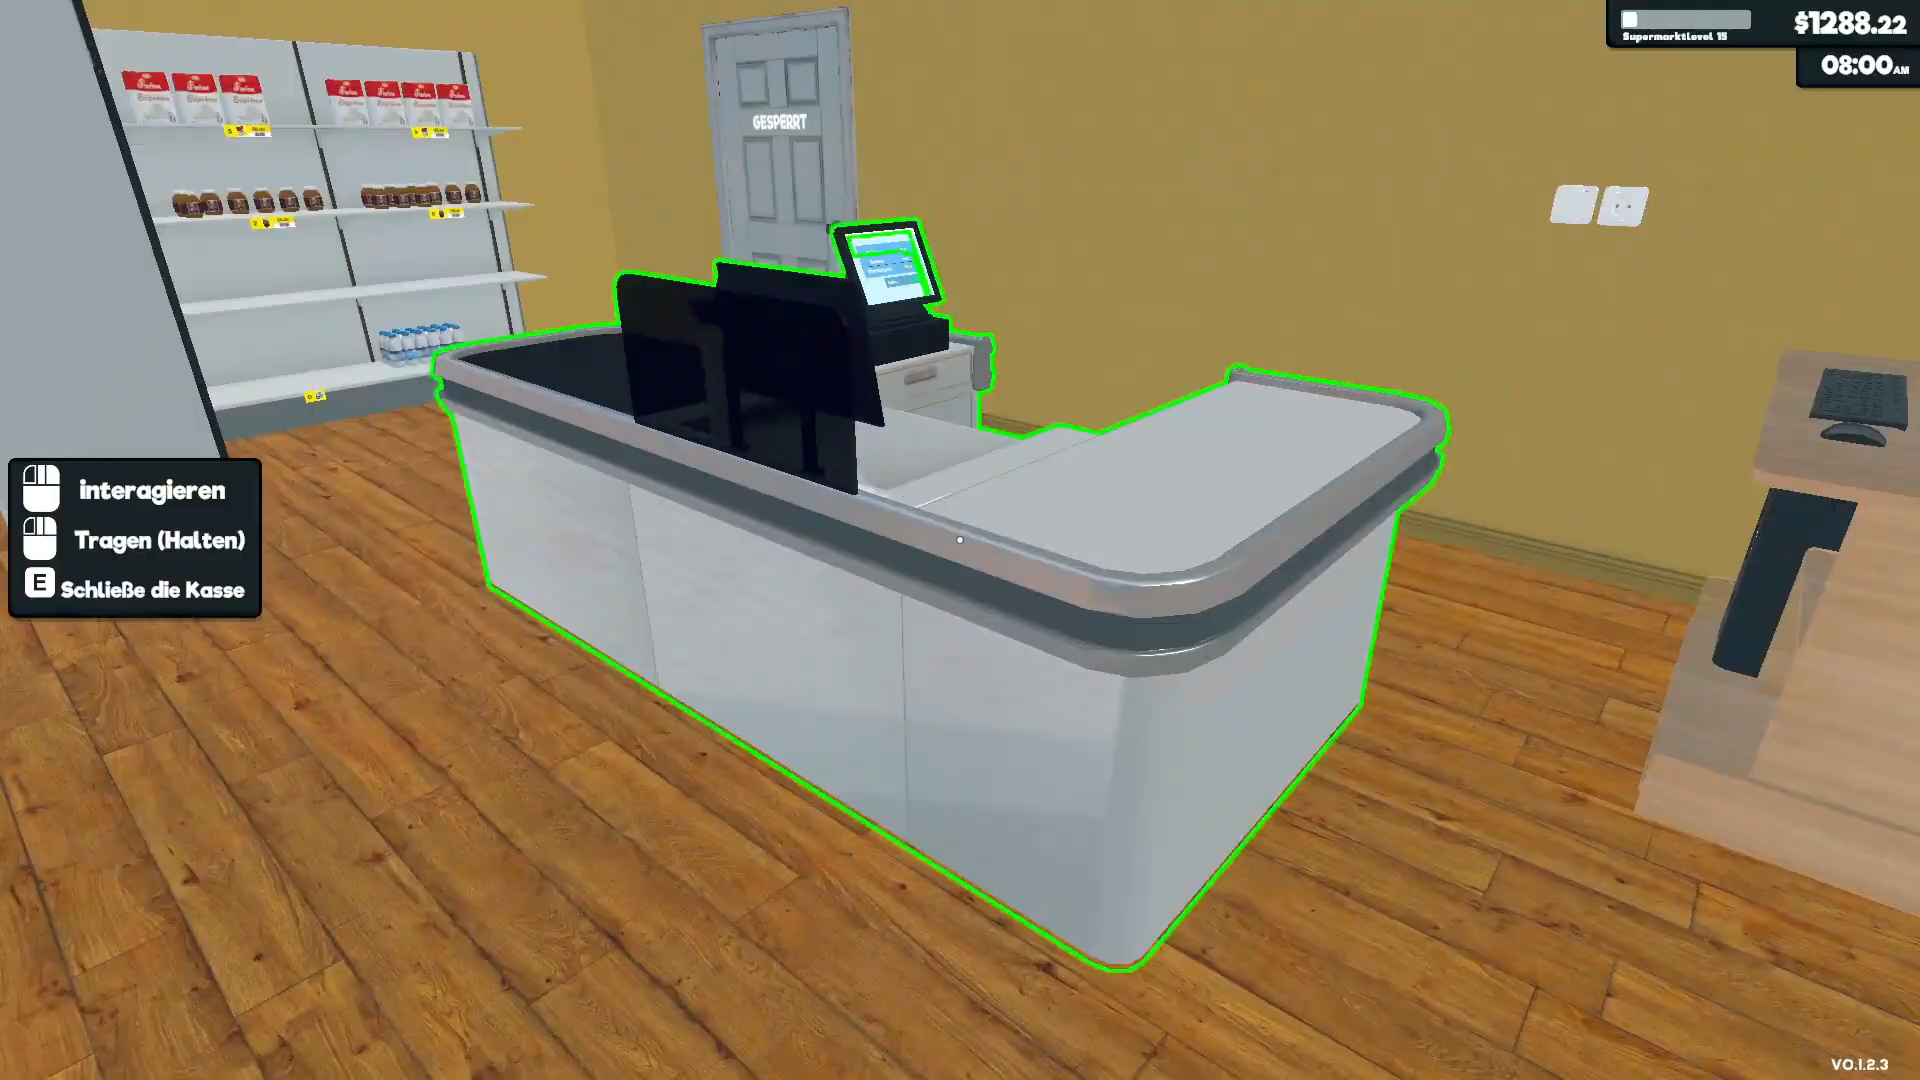 $1288.22
Supermarktlevel 15
08:00AM
GESPERRT
interagieren
Tragen (Halten)
E Schließe die Kasse
V0.1.2.3